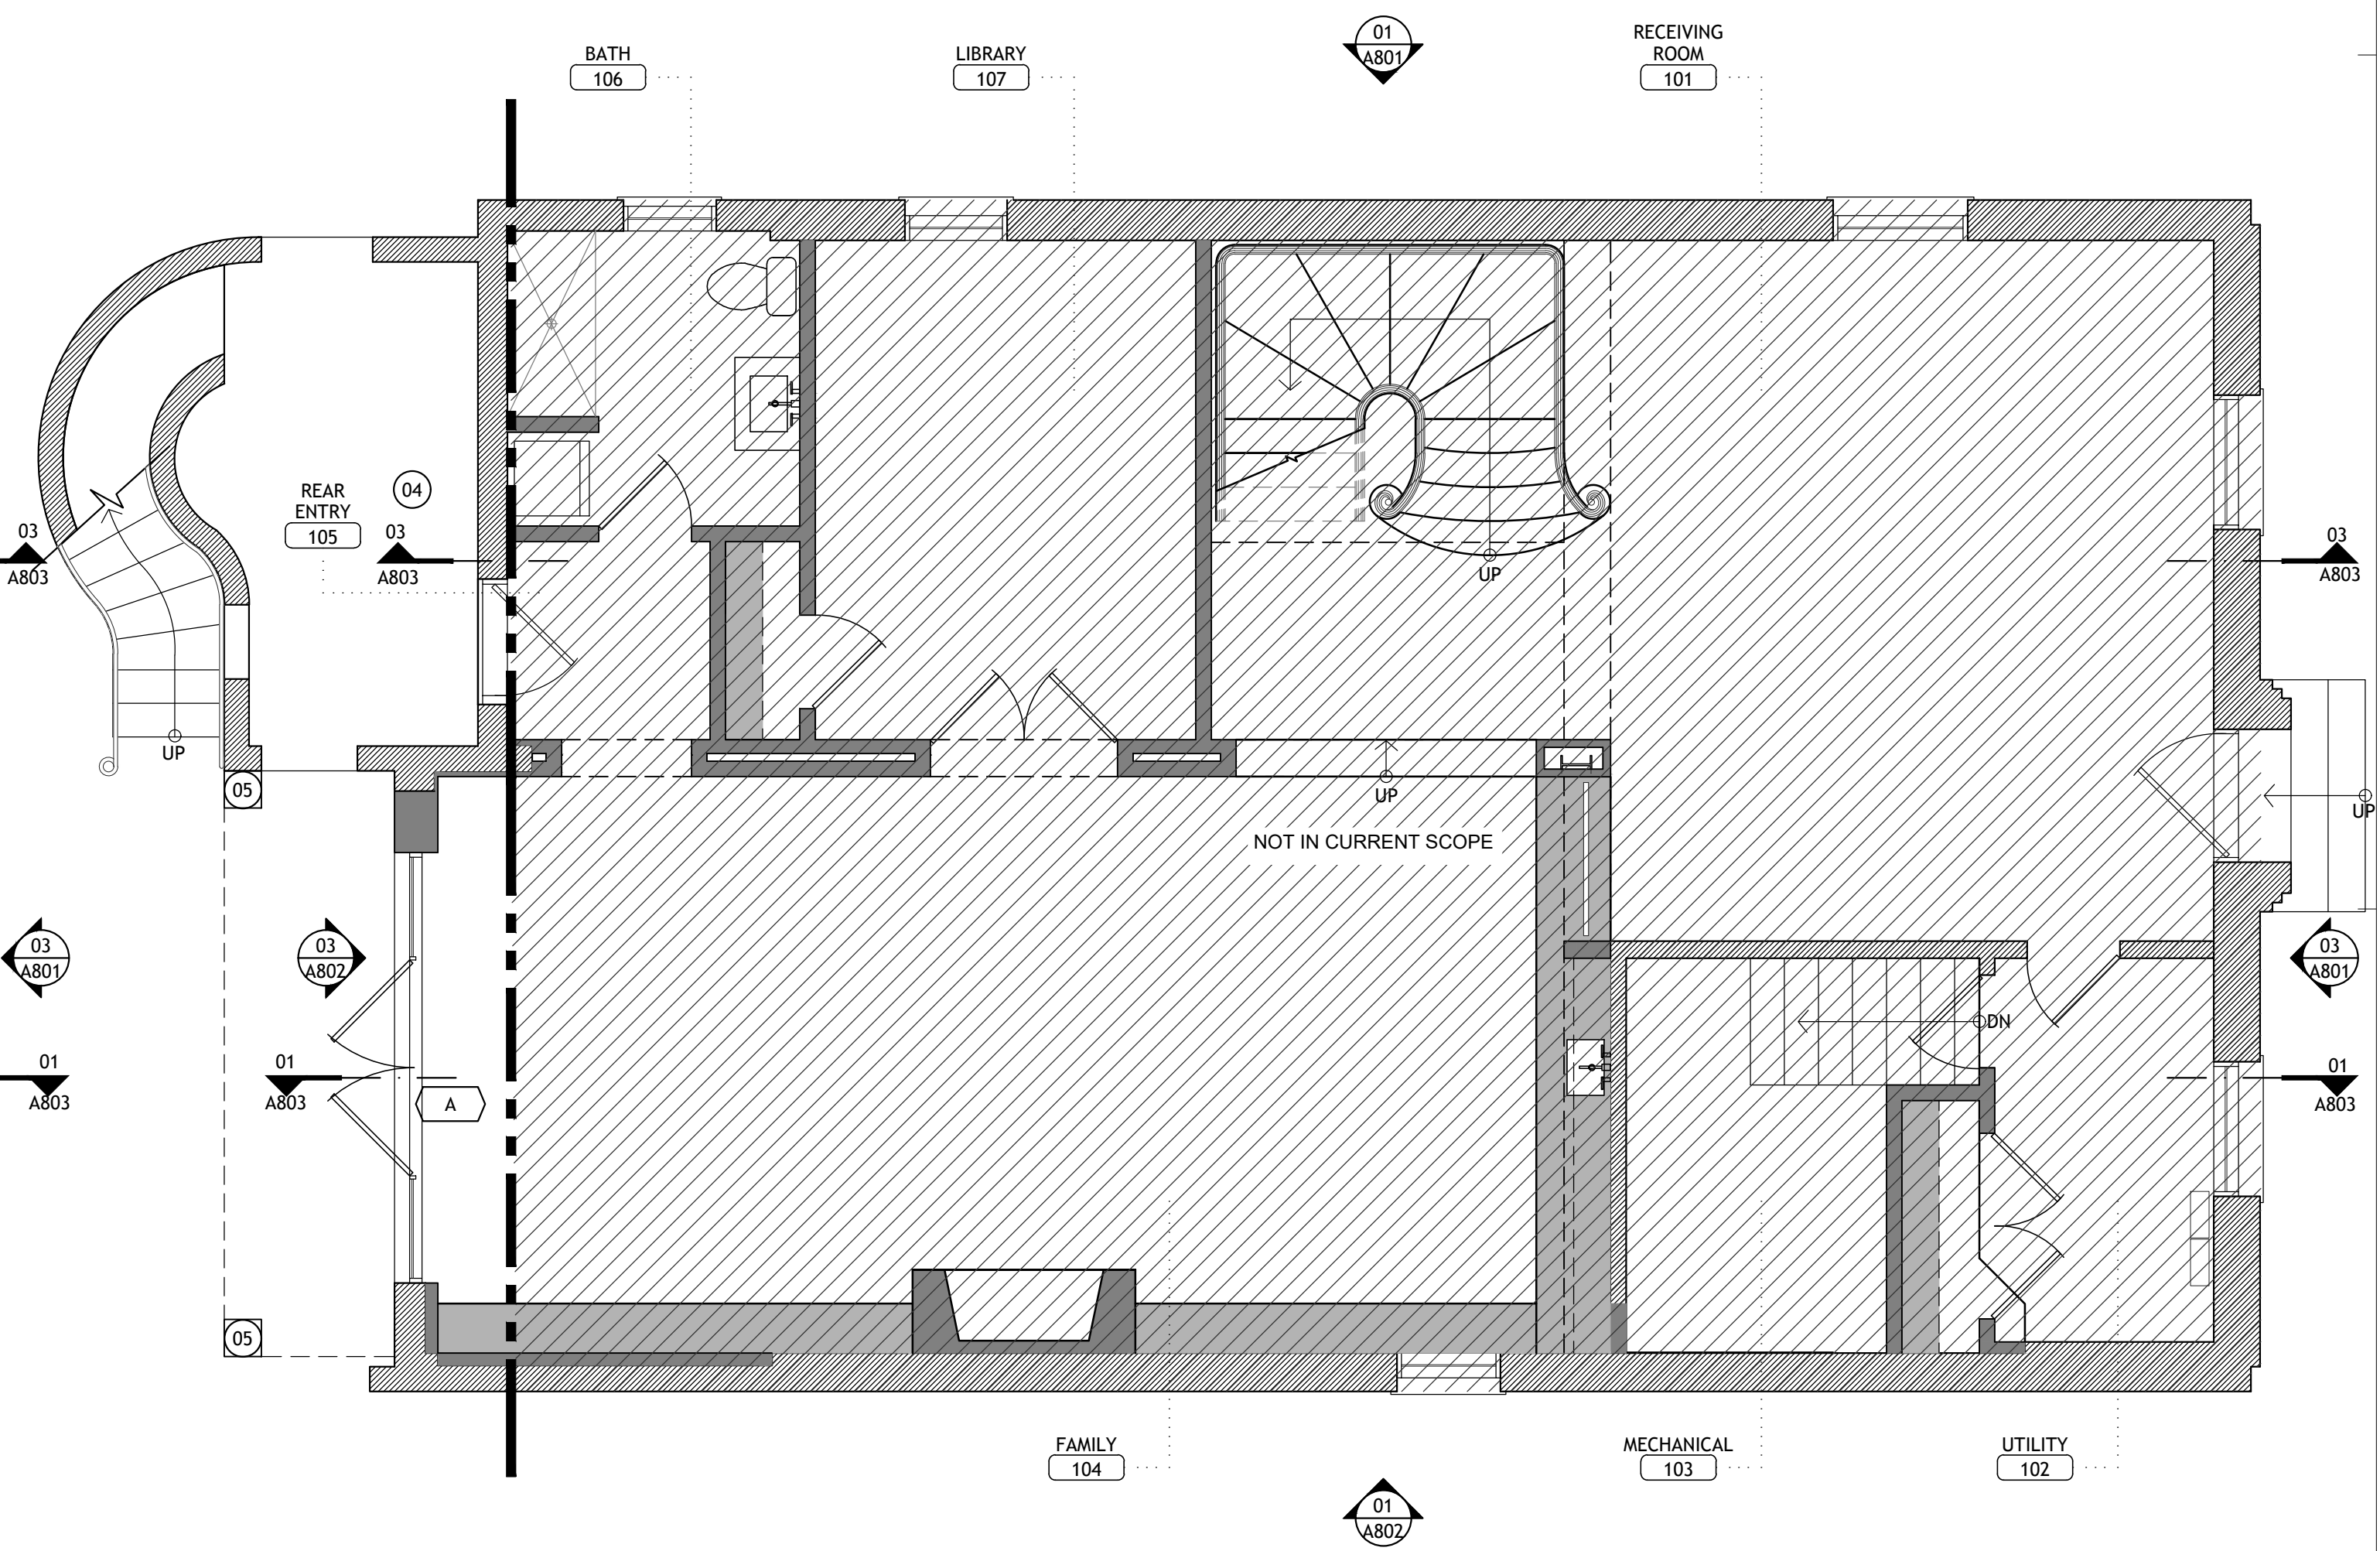 01
A801
RECEIVING
ROOM
101
BATH
106
LIBRARY
107
REAR
ENTRY
105
04
03
A803
03
A803
03
A803
UP
UP
UP
UP
05
NOT IN CURRENT SCOPE
03
A801
03
A802
03
A801
DN
01
A803
01
A803
01
A803
A
05
FAMILY
104
MECHANICAL
103
UTILITY
102
01
A802